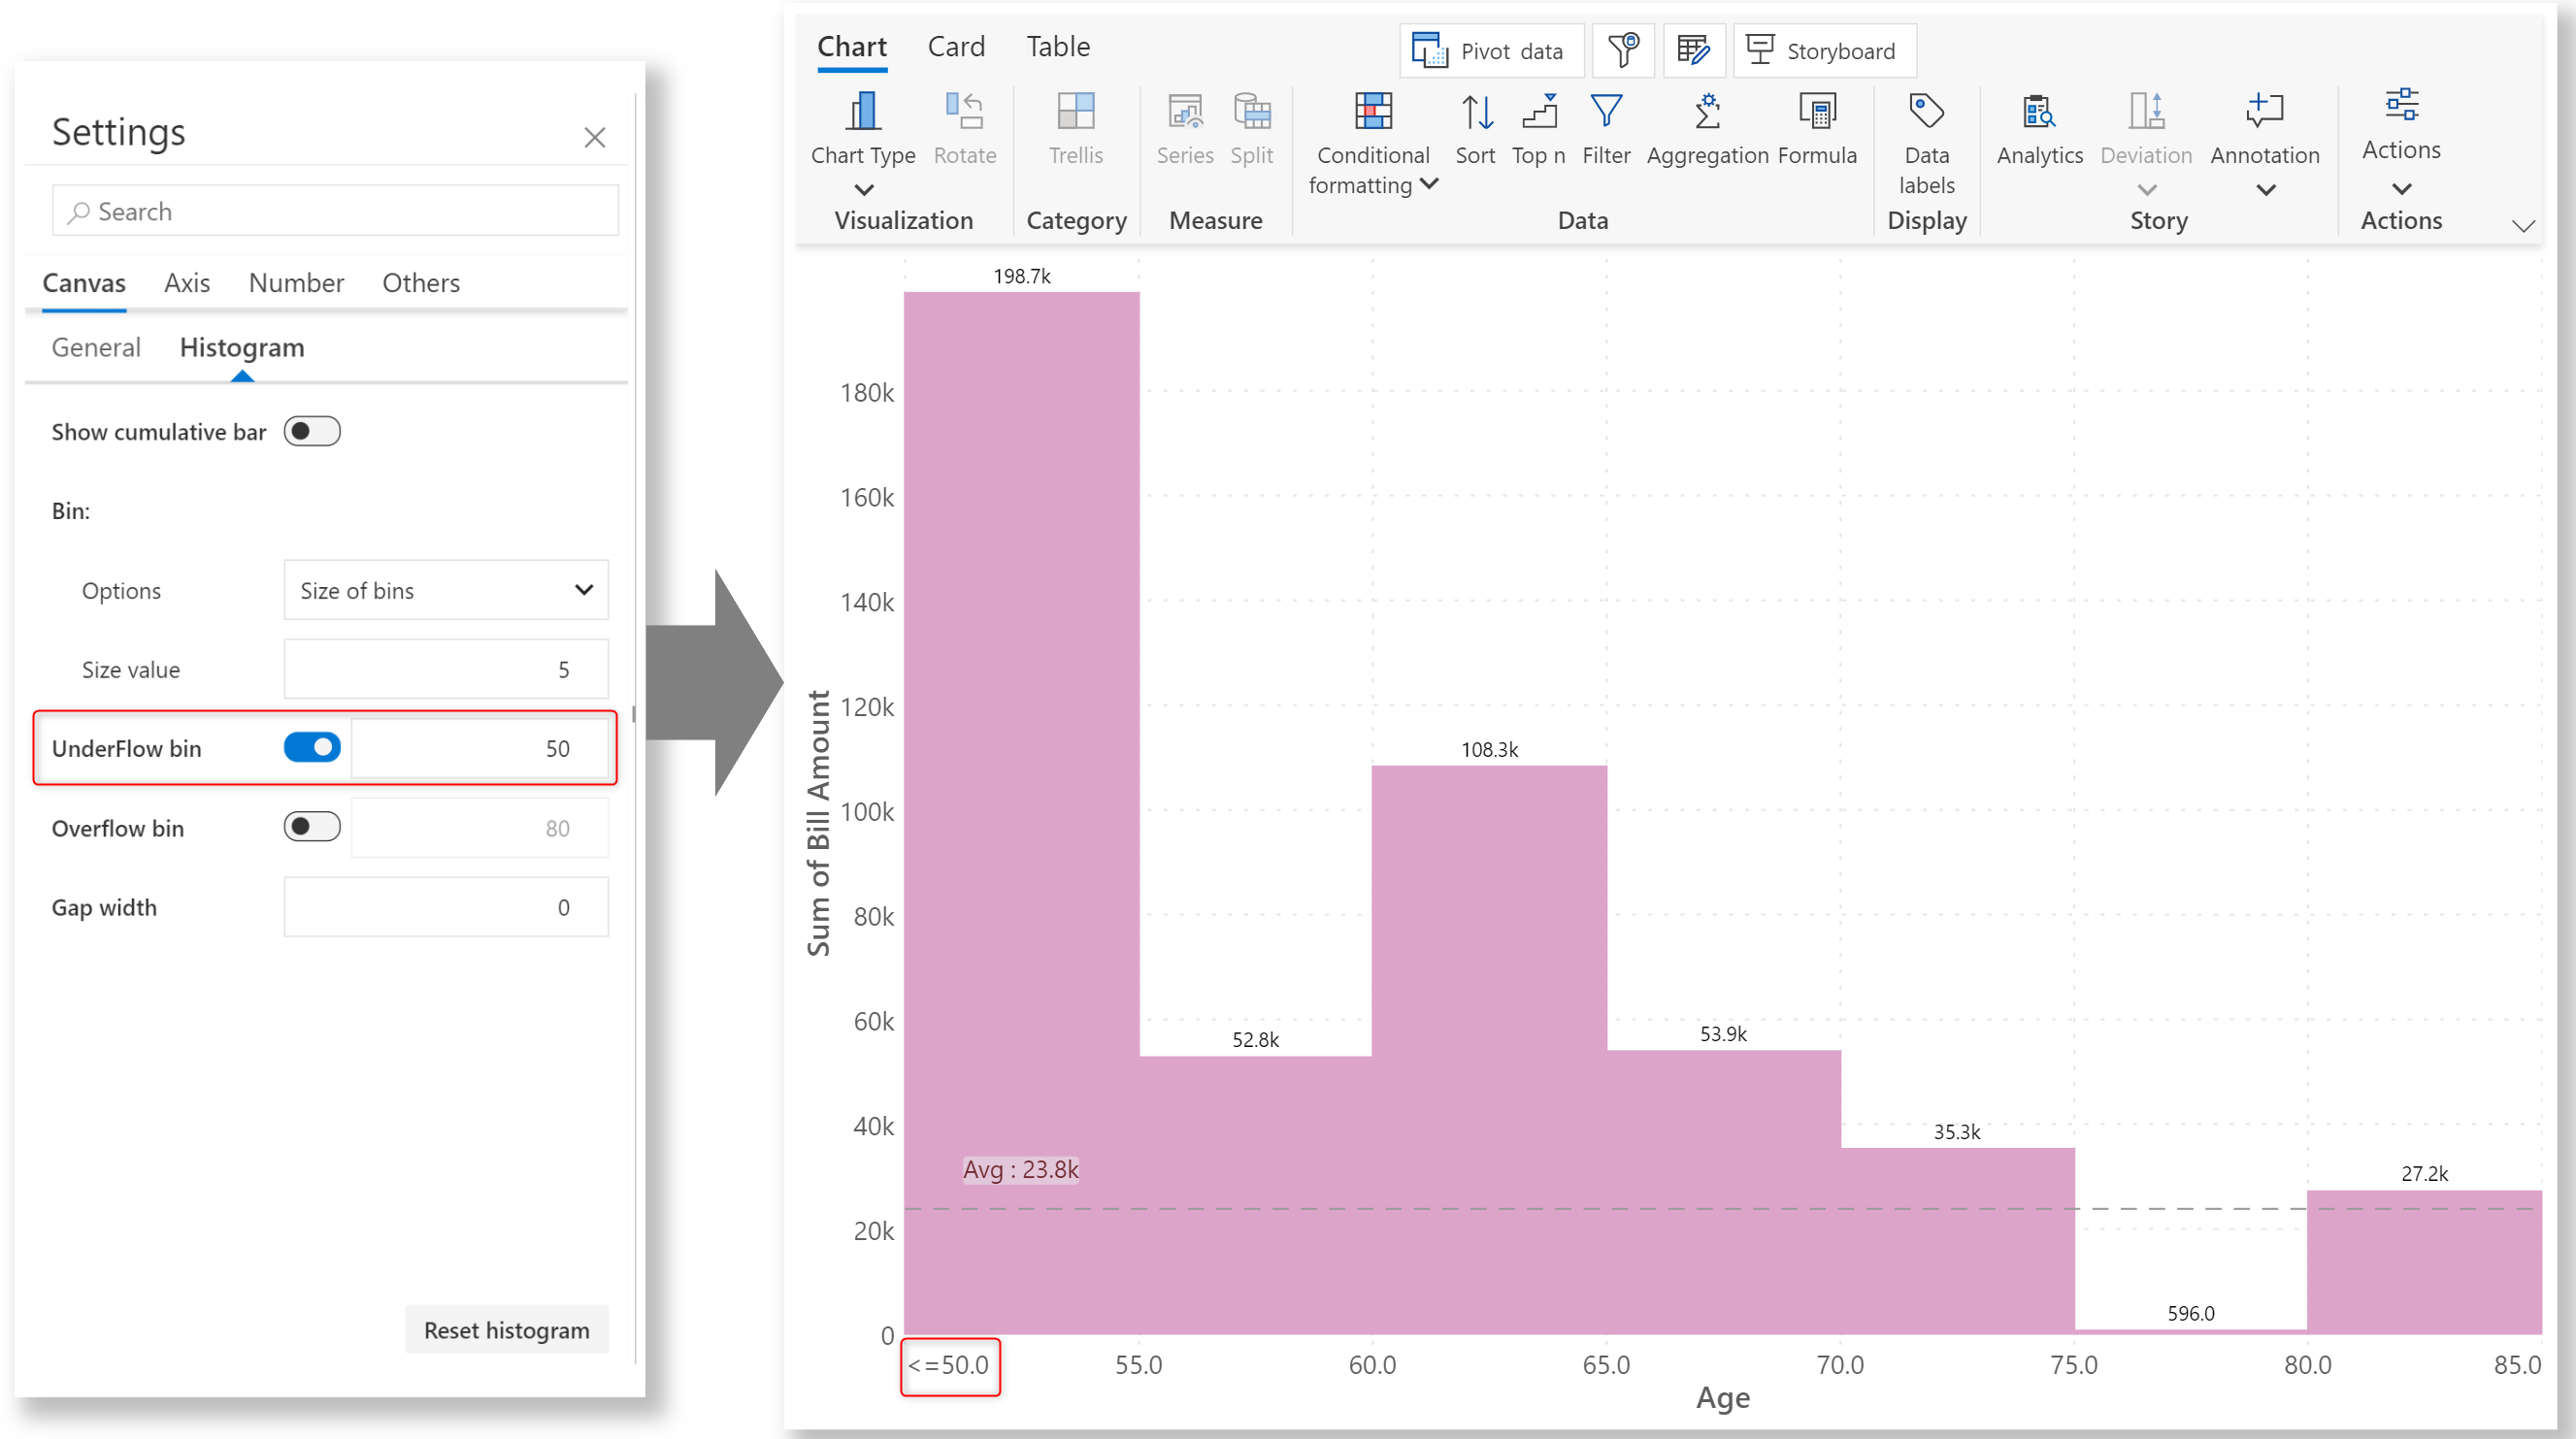 Settings
Search
Canvas Axis Number Others
General Histogram
Show cumulative bar
Bin:
Options Size of bins
Size value 5
UnderFlow bin 50
Overflow bin 80
Gap width 0
Reset histogram
Chart Card Table
Pivot data Storyboard
Chart Type Rotate Trellis Series Split Conditional formatting Sort Top n Filter Aggregation Formula Data labels Analytics Deviation Annotation Actions
Visualization Category Measure Data Display Story Actions
Sum of Bill Amount
180k
160k
140k
120k
100k
80k
60k
40k
20k
0
198.7k
52.8k
108.3k
53.9k
35.3k
596.0
27.2k
Avg : 23.8k
<=50.0 55.0 60.0 65.0 70.0 75.0 80.0 85.0
Age